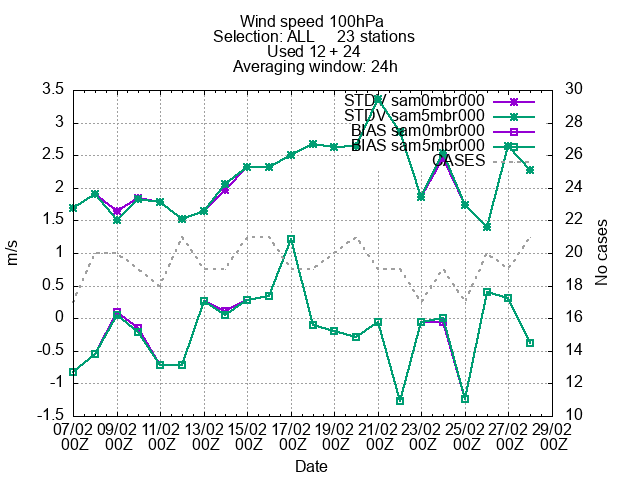 Wind speed 100hPa
Selection: ALL 23 stations
Used 12 + 24
Averaging window: 24h
3.5
3
2.5
2
1.5
1
0.5
0
-0.5
-1
-1.5
m/s
30
28
26
24
22
20
18
16
14
12
10
No cases
STDV sam0mbr000
STDV sam5mbr000
BIAS sam0mbr000
BIAS sam5mbr000
CASES
07/02 09/02 11/02 13/02 15/02 17/02 19/02 21/02 23/02 25/02 27/02 29/02
00Z 00Z 00Z 00Z 00Z 00Z 00Z 00Z 00Z 00Z 00Z 00Z
Date